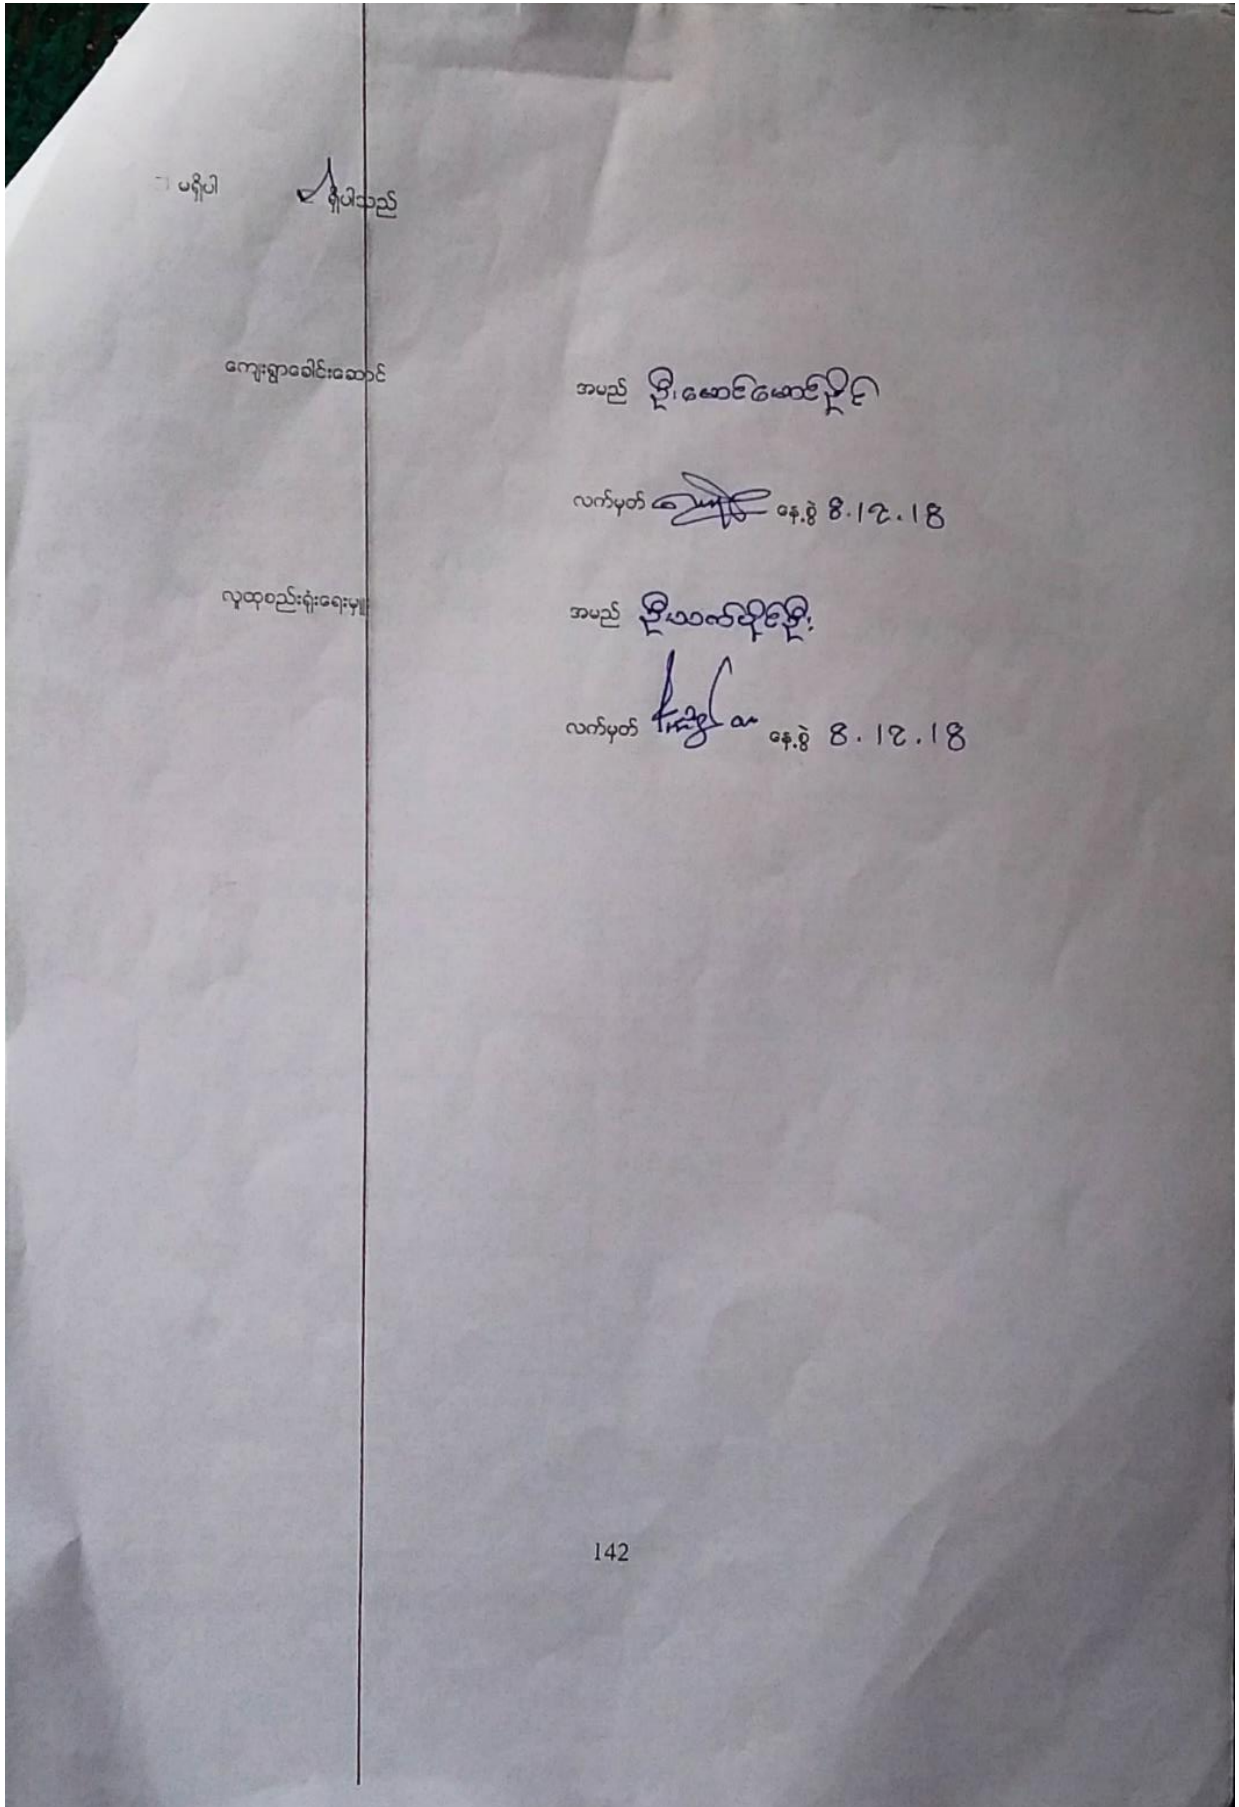 မရှိပါ ရှိပါသည်
ကျေးရွာခေါင်းဆောင် အမည် ဦးမောင်မောင်ဦး
လက်မှတ် နေ့စွဲ 8.12.18
လူထုစည်းရုံးရေးမှူး အမည် ဦးသက်ပိုင်ဦး
လက်မှတ် နေ့စွဲ 8.12.18
142